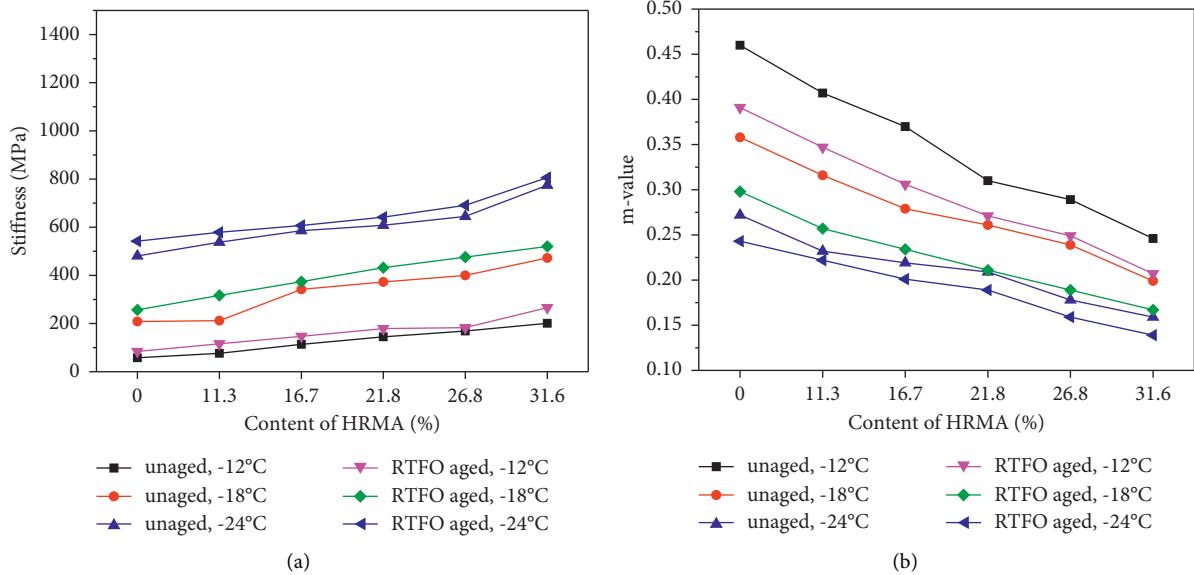 1400
1200
1000
800
600
400
200
0
Stiffness (MPa)
0 11.3 16.7 21.8 26.8 31.6
Content of HRMA (%)
unaged, -12°C
unaged, -18°C
unaged, -24°C
RTFO aged, -12°C
RTFO aged, -18°C
RTFO aged, -24°C
(a)
0.50
0.45
0.40
0.35
0.30
0.25
0.20
0.15
0.10
m-value
0 11.3 16.7 21.8 26.8 31.6
Content of HRMA (%)
unaged, -12°C
unaged, -18°C
unaged, -24°C
RTFO aged, -12°C
RTFO aged, -18°C
RTFO aged, -24°C
(b)